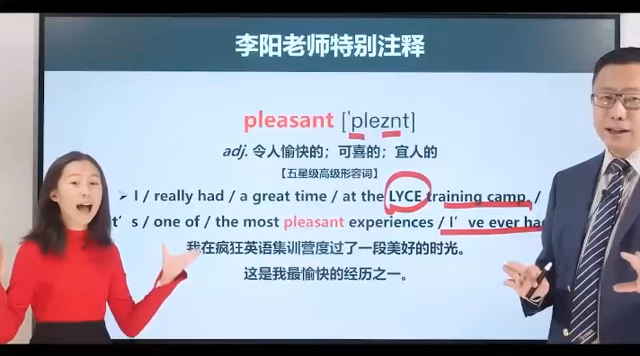 李阳老师特别注释
pleasant ['pleznt]
adj. 令人愉快的；可喜的；宜人的
【五星级高级形容词】
➢ I / really had / a great time / at the LYCE training camp. /
t's / one of / the most pleasant experiences / I've ever ha
我在疯狂英语集训营度过了一段美好的时光。
这是我最愉快的经历之一。